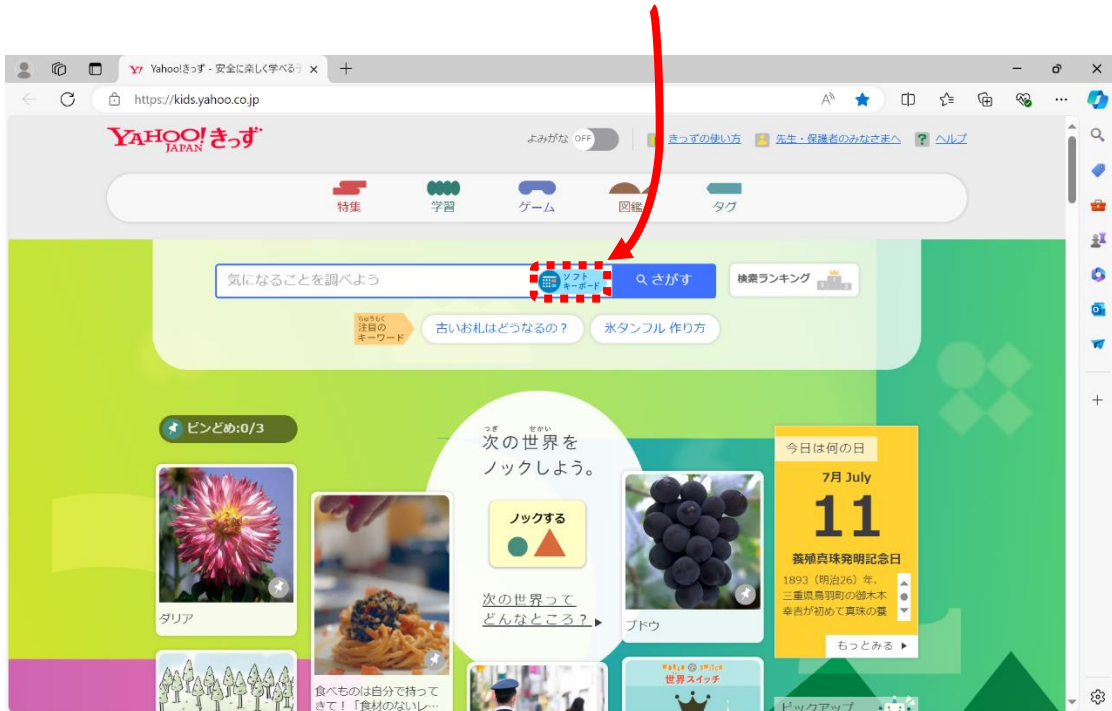 Yahoo!きっず - 安全に楽しく学べる
https://kids.yahoo.co.jp
YAHOO!きっず
JAPAN
よみがな OFF
きっずの使い方
先生・保護者のみなさまへ
ヘルプ
特集
学習
ゲーム
図鑑
タグ
気になることを調べよう
ソフト
キーボード
さがす
検索ランキング
ちゅうもく
注目の
キーワード
古いお札はどうなるの?
氷タンフル 作り方
ピンどめ:0/3
つぎ せかい
次の世界を
ノックしよう。
ノックする
次の世界って
どんなところ?
ダリア
食べものは自分で持って
きて!「食材のないレ…
ブドウ
世界スイッチ
今日は何の日
7月 July
11
養殖真珠発明記念日
1893(明治26)年、
三重県鳥羽町の御木本
幸吉が初めて真珠の養
もっとみる
ピックアップ